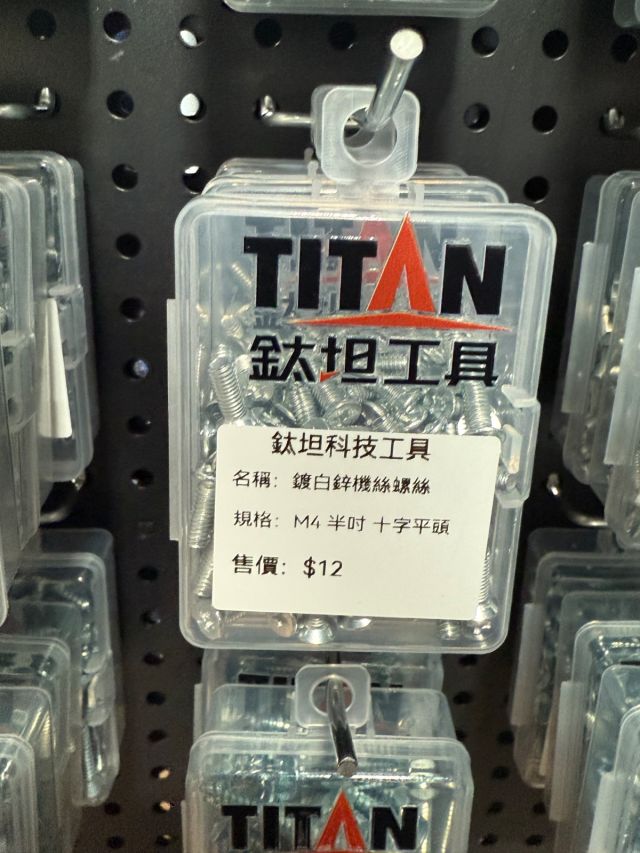 TITAN
鈦坦工具
鈦坦科技工具
名稱: 鍍白鋅機絲螺絲
規格: M4 半吋 十字平頭
售價: $12
TITAN